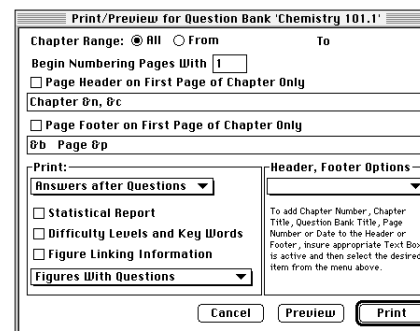 Print/Preview for Question Bank 'Chemistry 101.1'
Chapter Range: All From To
Begin Numbering Pages With 1
Page Header on First Page of Chapter Only
Chapter &n, &c
Page Footer on First Page of Chapter Only
&b Page &p
Print:
Answers after Questions
Statistical Report
Difficulty Levels and Key Words
Figure Linking Information
Figures With Questions
Header, Footer Options
To add Chapter Number, Chapter
Title, Question Bank Title, Page
Number or Date to the Header or
Footer, insure appropriate Text Box
is active and then select the desired
item from the menu above.
Cancel Preview Print